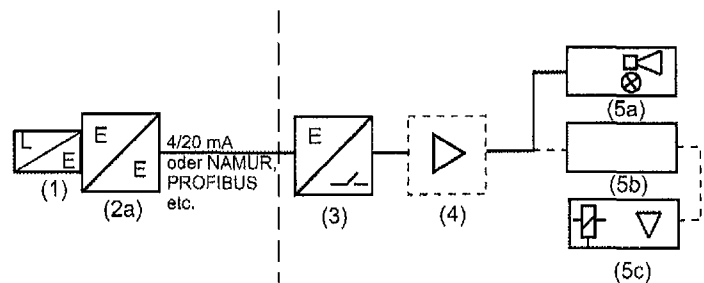 L
E
(1)
E
E
(2a)
4/20 mA
oder NAMUR,
PROFIBUS
etc.
E
(3)
(4)
(5a)
(5b)
(5c)